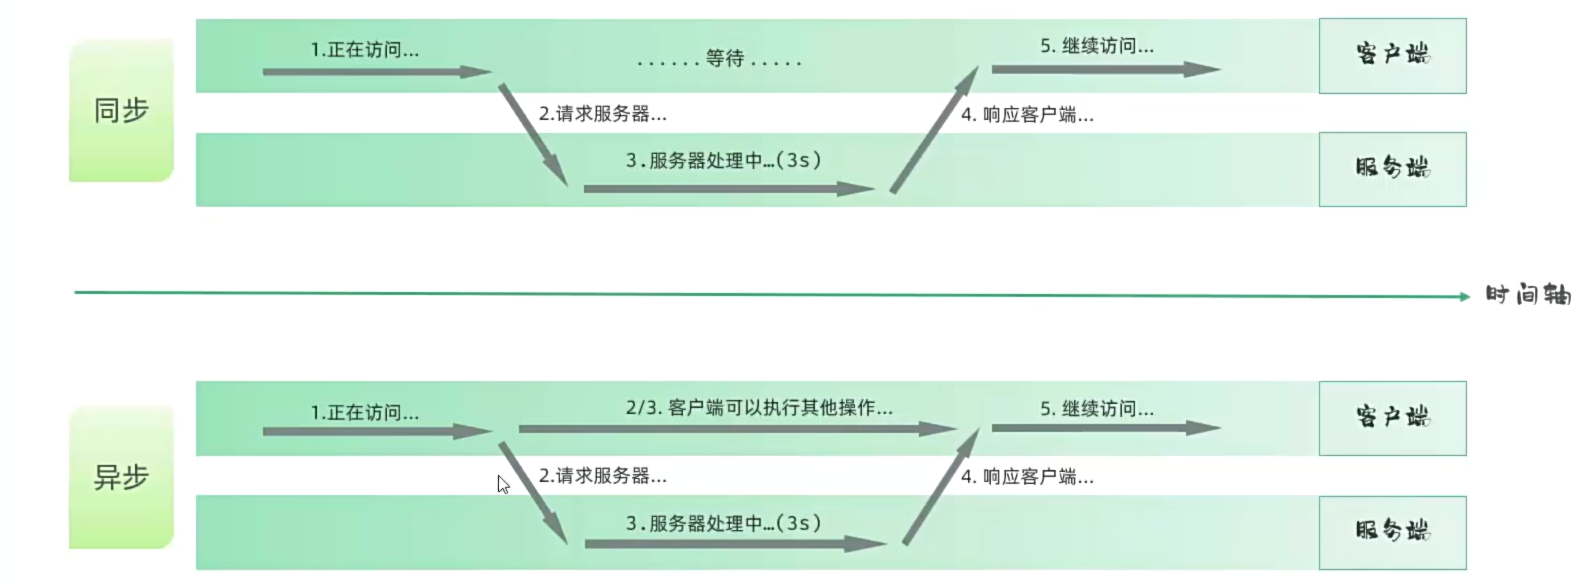 同步
1.正在访问...
......等待.....
5. 继续访问...
客户端
2.请求服务器...
4. 响应客户端...
3.服务器处理中...(3s)
服务端
时间轴
异步
1.正在访问...
2/3. 客户端可以执行其他操作...
5. 继续访问...
客户端
2.请求服务器...
4. 响应客户端...
3.服务器处理中...(3s)
服务端